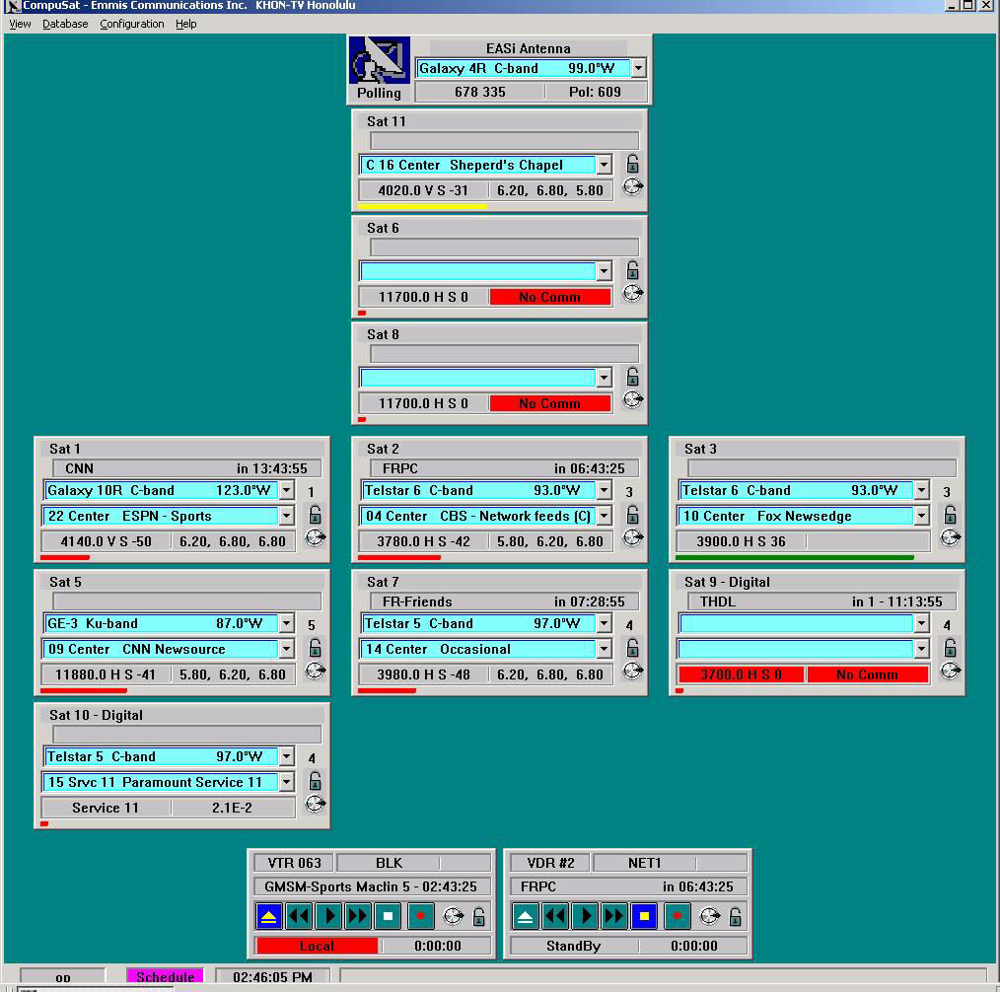 CompuSat - Emmis Communications Inc. KHON-TV Honolulu
View Database Configuration Help
EASi Antenna
Galaxy 4R C-band 99.0°W
Polling 678 335 Pol: 609
Sat 11
C 16 Center Sheperd's Chapel
4020.0 V S -31 6.20, 6.80, 5.80
Sat 6
11700.0 H S 0 No Comm
Sat 8
11700.0 H S 0 No Comm
Sat 1
CNN in 13:43:55
Galaxy 10R C-band 123.0°W 1
22 Center ESPN - Sports
4140.0 V S -50 6.20, 6.80, 6.80
Sat 2
FRPC in 06:43:25
Telstar 6 C-band 93.0°W 3
04 Center CBS - Network feeds (C)
3780.0 H S -42 5.80, 6.20, 6.80
Sat 3
Telstar 6 C-band 93.0°W 3
10 Center Fox Newsedge
3900.0 H S 36
Sat 5
GE-3 Ku-band 87.0°W 5
09 Center CNN Newsource
11880.0 H S -41 5.80, 6.20, 6.80
Sat 7
FR-Friends in 07:28:55
Telstar 5 C-band 97.0°W 4
14 Center Occasional
3980.0 H S -48 6.20, 6.80, 6.80
Sat 9 - Digital
THDL in 1 - 11:13:55
4
3700.0 H S 0 No Comm
Sat 10 - Digital
Telstar 5 C-band 97.0°W 4
15 Srvc 11 Paramount Service 11
Service 11 2.1E-2
VTR 063 BLK
GMSM-Sports Maclin 5 - 02:43:25
Local 0:00:00
VDR #2 NET1
FRPC in 06:43:25
StandBy 0:00:00
op Schedule 02:46:05 PM